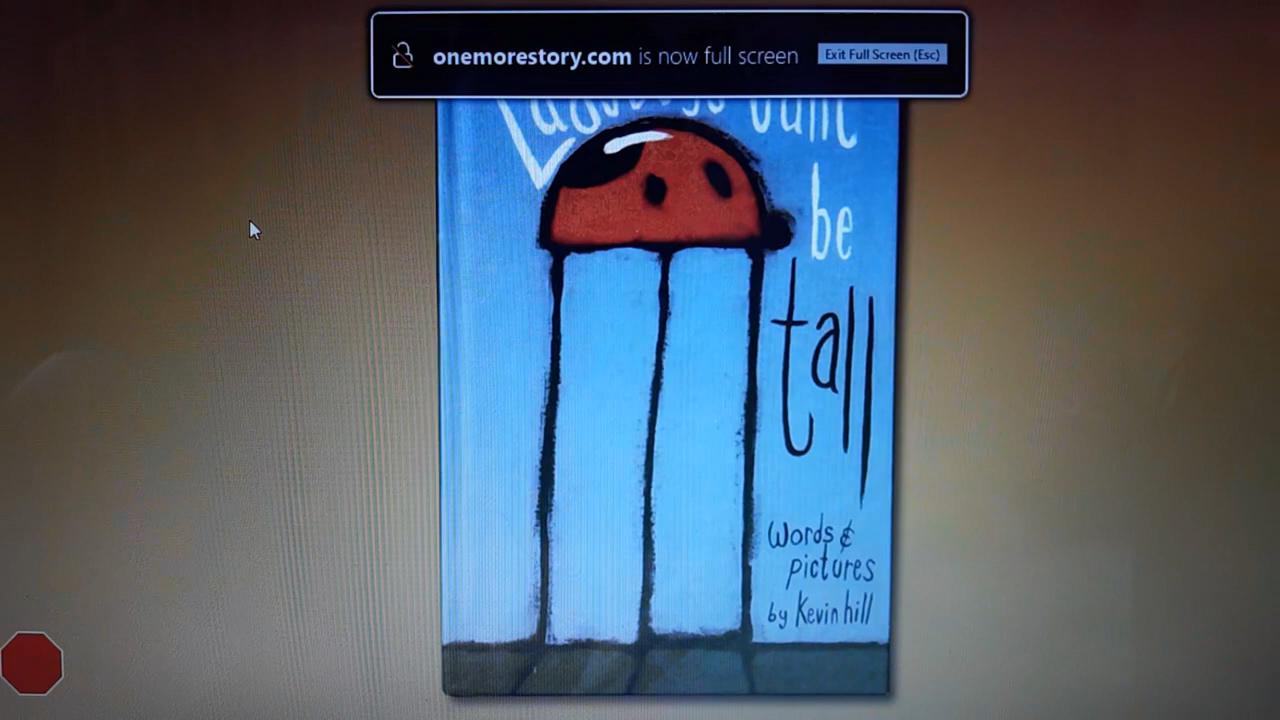 onemorestory.com is now full screen
Exit Full Screen (Esc)
be
tall
words &
pictures
by Kevin hill